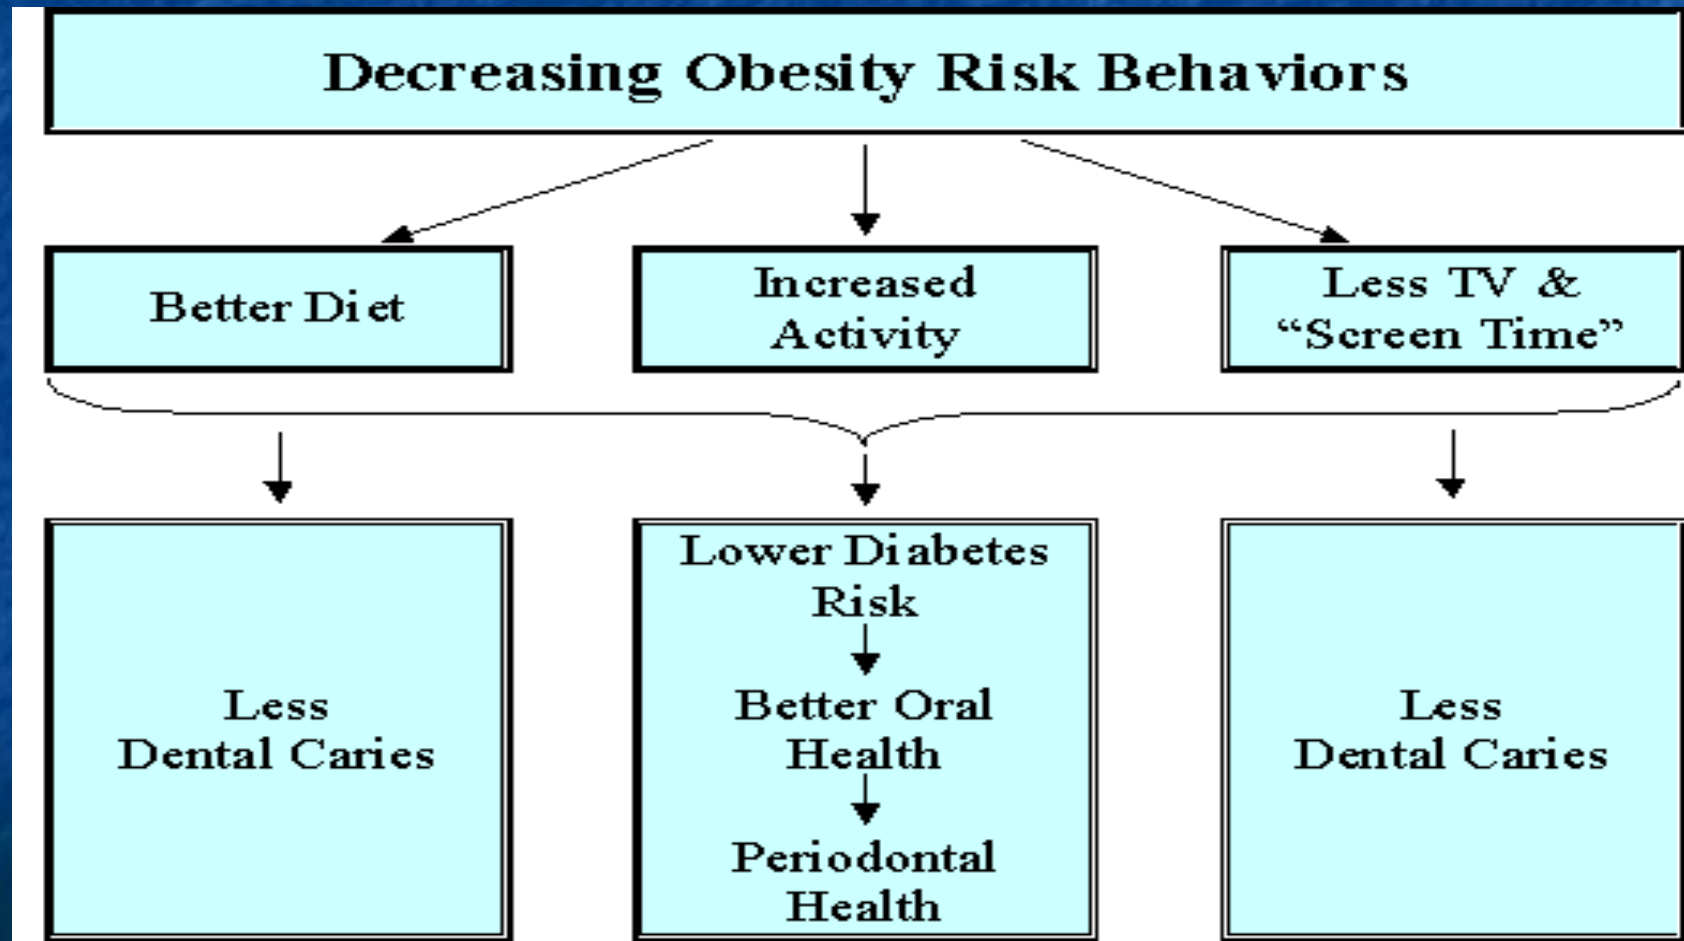 Decreasing Obesity Risk Behaviors
Better Diet
Increased
Activity
Less TV &
“Screen Time”
Less
Dental Caries
Lower Diabetes
Risk
Better Oral
Health
Periodontal
Health
Less
Dental Caries